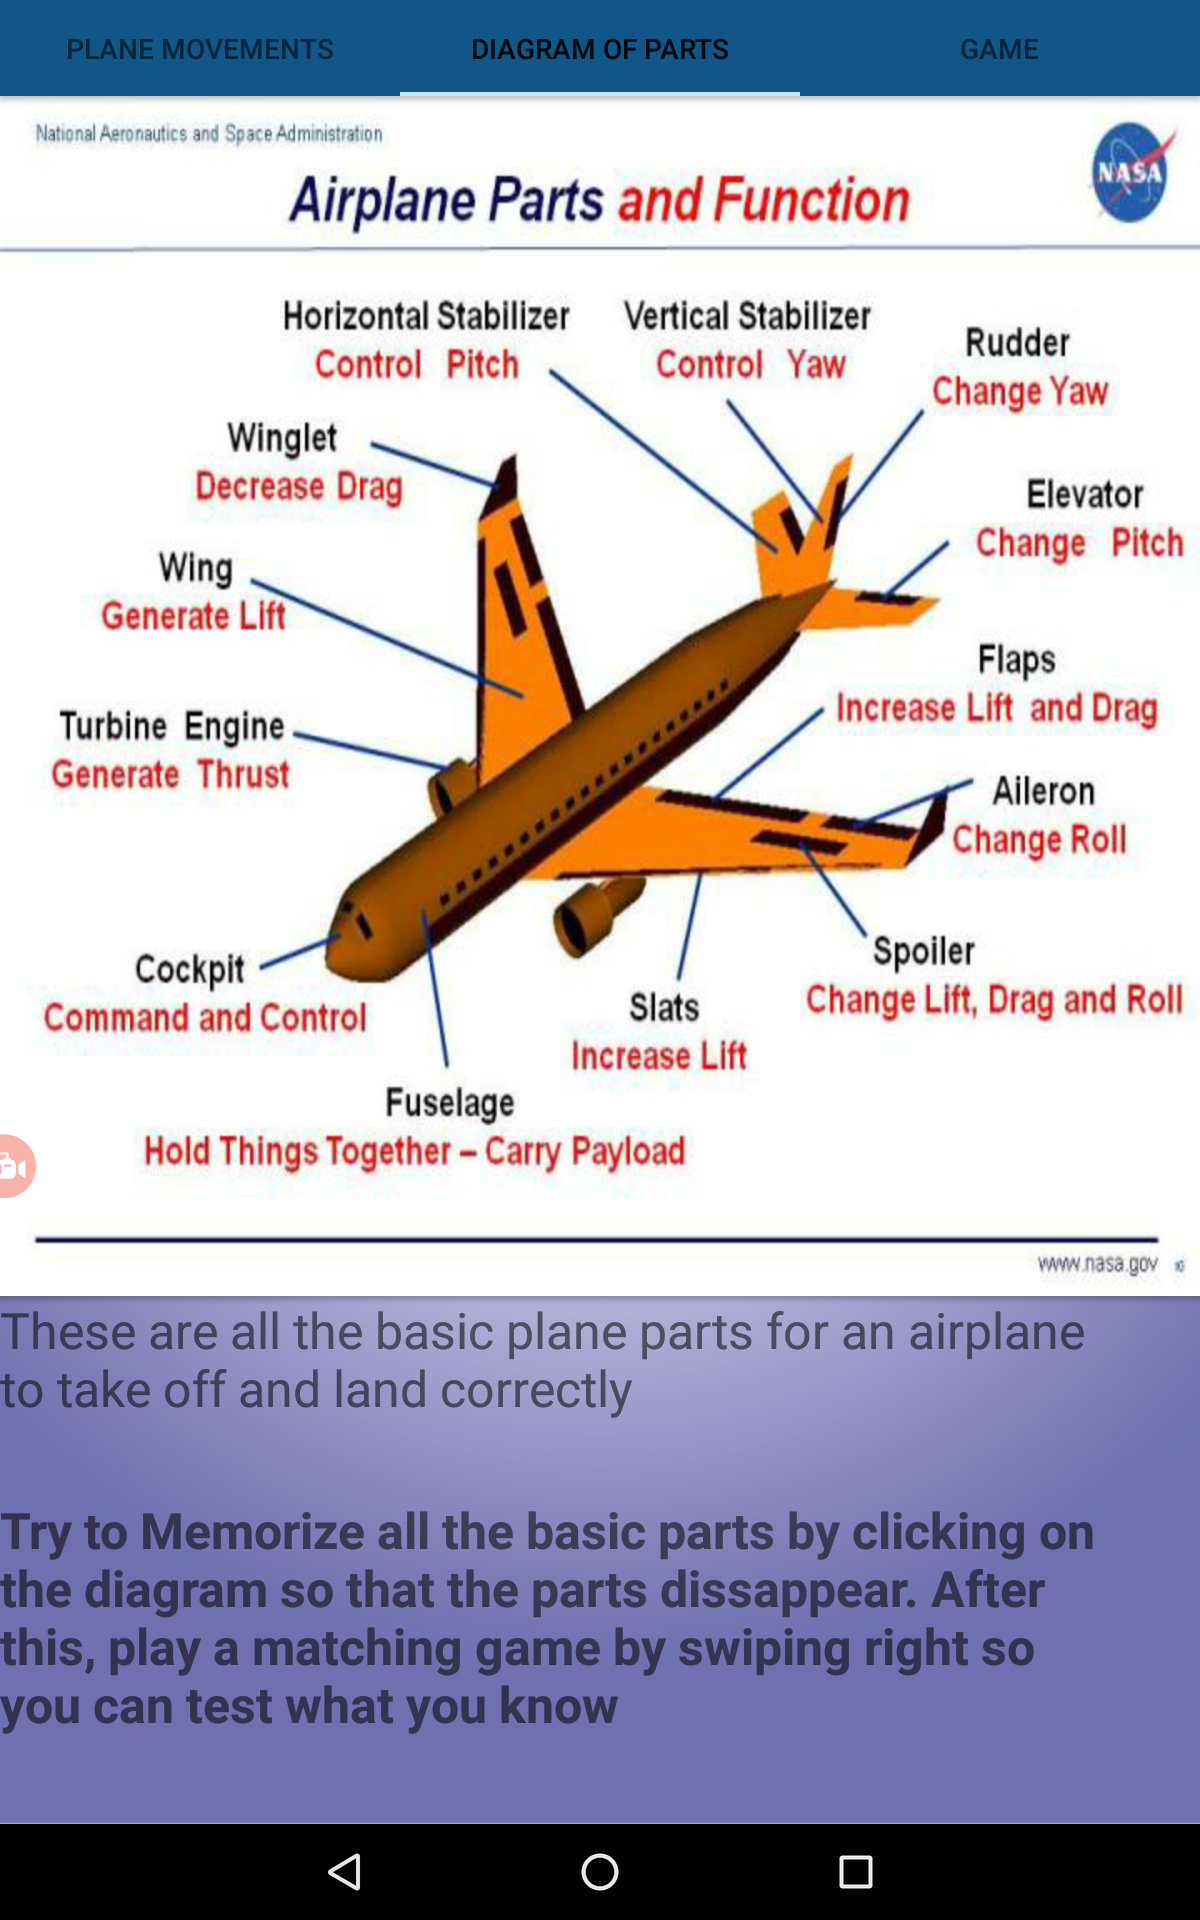 PLANE MOVEMENTS DIAGRAM OF PARTS GAME
National Aeronautics and Space Administration
NASA
Airplane Parts and Function
Horizontal Stabilizer
Control Pitch
Vertical Stabilizer
Control Yaw
Rudder
Change Yaw
Winglet
Decrease Drag
Elevator
Change Pitch
Wing
Generate Lift
Flaps
Increase Lift and Drag
Turbine Engine
Generate Thrust
Aileron
Change Roll
Cockpit
Command and Control
Spoiler
Change Lift, Drag and Roll
Slats
Increase Lift
Fuselage
Hold Things Together – Carry Payload
www.nasa.gov
These are all the basic plane parts for an airplane
to take off and land correctly
Try to Memorize all the basic parts by clicking on
the diagram so that the parts dissappear. After
this, play a matching game by swiping right so
you can test what you know